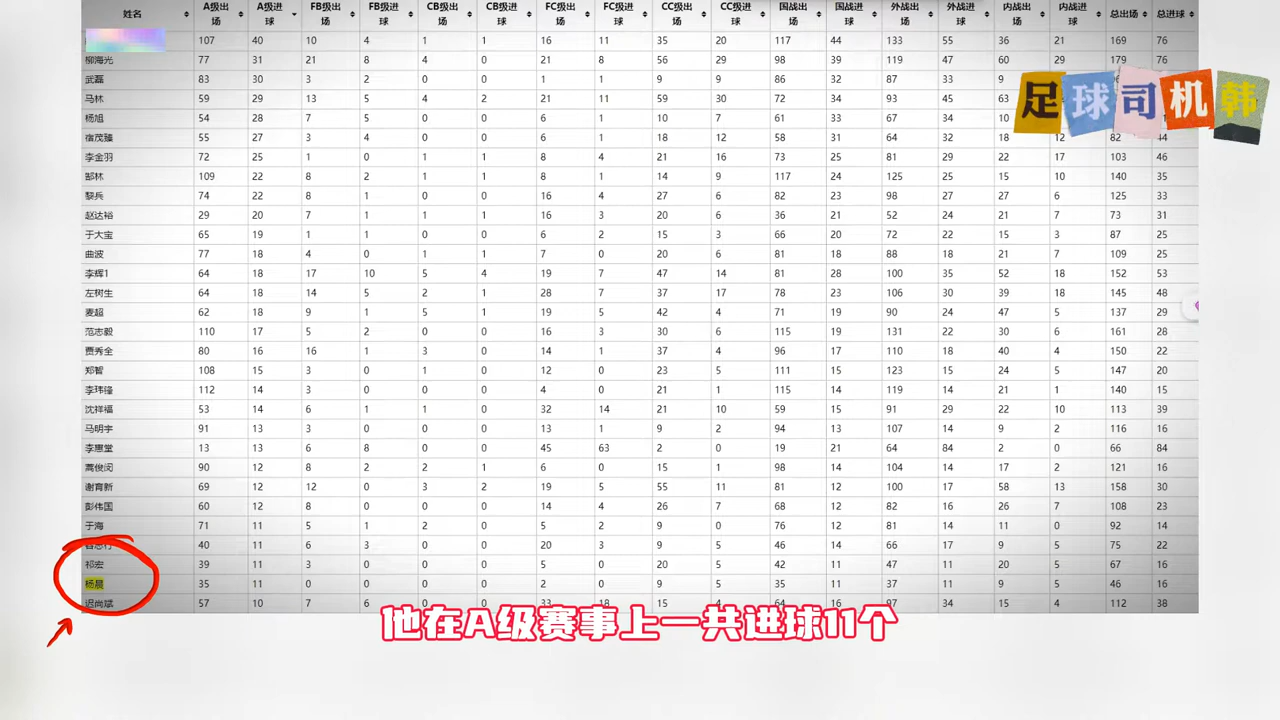 姓名 A级出场 A级进球 FB级出场 FB级进球 CB级出场 CB级进球 FC级出场 FC级进球 CC级出场 CC级进球 国战出场 国战进球 外战出场 外战进球 内战出场 内战进球 总出场 总进球
107 40 10 4 1 1 16 11 35 20 117 44 133 55 36 21 169 76
柳海光 77 31 21 8 4 0 21 8 56 29 98 39 119 47 60 29 179 76
武磊 83 30 3 2 0 0 1 1 9 9 86 32 87 33 9
马林 59 29 13 5 4 2 21 11 59 30 72 34 93 45 63
杨旭 54 28 7 5 0 0 6 1 10 7 61 33 67 34 10
宿茂臻 55 27 3 4 0 0 6 1 18 12 58 31 64 32 18 12 82 44
李金羽 72 25 1 0 1 1 8 4 21 16 73 25 81 29 22 17 103 46
郜林 109 22 8 2 1 1 8 1 14 9 117 24 125 25 15 10 140 35
黎兵 74 22 8 1 0 0 16 4 27 6 82 23 98 27 27 6 125 33
赵达裕 29 20 7 1 1 1 16 3 20 6 36 21 52 24 21 7 73 31
于大宝 65 19 1 1 0 0 6 2 15 3 66 20 72 22 15 3 87 25
曲波 77 18 4 0 1 1 7 0 20 6 81 18 88 18 21 7 109 25
李辉1 64 18 17 10 5 4 19 7 47 14 81 28 100 35 52 18 152 53
左树生 64 18 14 5 2 1 28 7 37 17 78 23 106 30 39 18 145 48
麦超 62 18 9 1 5 1 19 5 42 4 71 19 90 24 47 5 137 29
范志毅 110 17 5 2 0 0 16 3 30 6 115 19 131 22 30 6 161 28
贾秀全 80 16 16 1 3 0 14 1 37 4 96 17 110 18 40 4 150 22
郑智 108 15 3 0 1 0 12 0 23 5 111 15 123 15 24 5 147 20
李玮锋 112 14 3 0 0 0 4 0 21 1 115 14 119 14 21 1 140 15
沈祥福 53 14 6 1 1 0 32 14 21 10 59 15 91 29 22 10 113 39
马明宇 91 13 3 0 0 0 13 1 9 2 94 13 107 14 9 2 116 16
李惠堂 13 13 6 8 0 0 45 63 2 0 19 21 64 84 2 0 66 84
蒿俊闵 90 12 8 2 2 1 6 0 15 1 98 14 104 14 17 2 121 16
谢育新 69 12 12 0 3 2 19 5 55 11 81 12 100 17 58 13 158 30
彭伟国 60 12 8 0 0 0 14 4 26 7 68 12 82 16 26 7 108 23
于海 71 11 5 1 2 0 5 2 9 0 76 12 81 14 11 0 92 14
40 11 6 3 0 0 20 3 9 5 46 14 66 17 9 5 75 22
祁宏 39 11 3 0 0 0 5 0 20 5 42 11 47 11 20 5 67 16
杨晨 35 11 0 0 0 0 2 0 9 5 35 11 37 11 9 5 46 16
迟尚斌 57 10 7 6 0 0 33 18 15 4 64 16 97 34 15 4 112 38
足球司机韩
他在A级赛事上一共进球11个